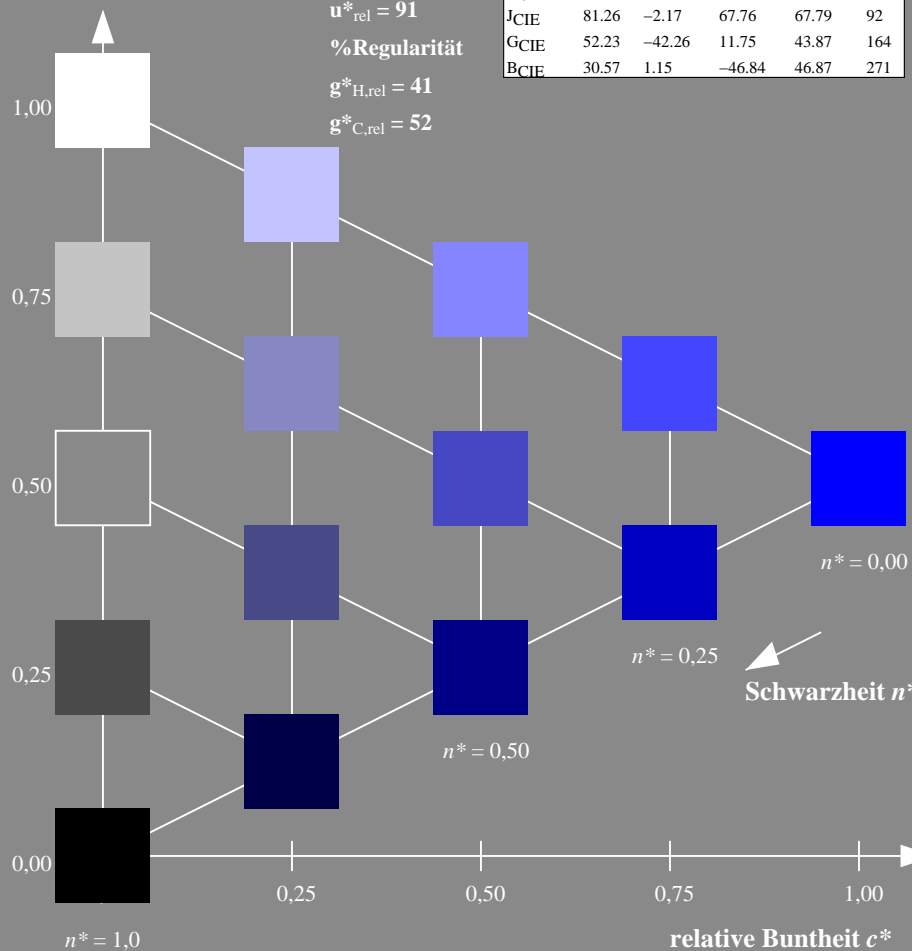 u*rel = 91
%Regularität
g*H,rel = 41
g*C,rel = 52
JCIE 81.26 −2.17 67.76 67.79 92
GCIE 52.23 −42.26 11.75 43.87 164
BCIE 30.57 1.15 −46.84 46.87 271
1,00
0,75
0,50
0,25
0,00
n* = 0,00
n* = 0,25
Schwarzheit n*
n* = 0,50
0,25 0,50 0,75 1,00
n* = 1,0
relative Buntheit c*